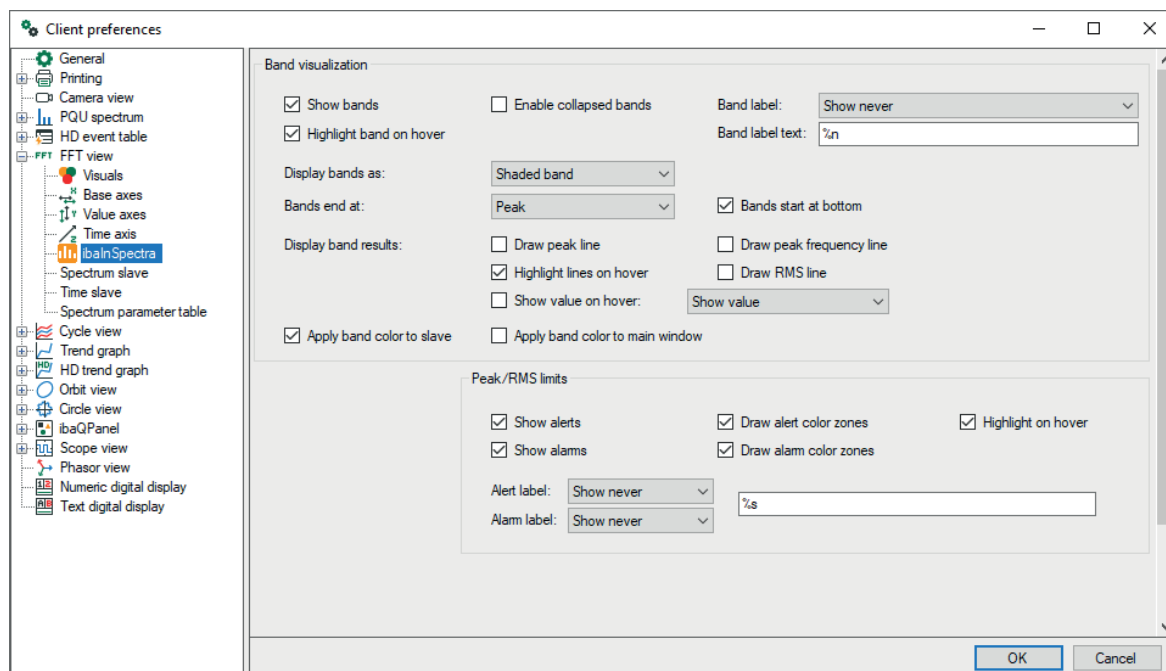 Client preferences
General
Printing
Camera view
PQU spectrum
HD event table
FFT FFT view
Visuals
X Base axes
Y Value axes
Z Time axis
ibaInSpectra
Spectrum slave
Time slave
Spectrum parameter table
Cycle view
Trend graph
HD HD trend graph
Orbit view
Circle view
ibaQPanel
Scope view
Phasor view
12 Numeric digital display
AB Text digital display
Band visualization
Show bands Enable collapsed bands Band label: Show never
Highlight band on hover Band label text: %n
Display bands as: Shaded band
Bands end at: Peak Bands start at bottom
Display band results: Draw peak line Draw peak frequency line
Highlight lines on hover Draw RMS line
Show value on hover: Show value
Apply band color to slave Apply band color to main window
Peak/RMS limits
Show alerts Draw alert color zones Highlight on hover
Show alarms Draw alarm color zones
Alert label: Show never %s
Alarm label: Show never
OK Cancel